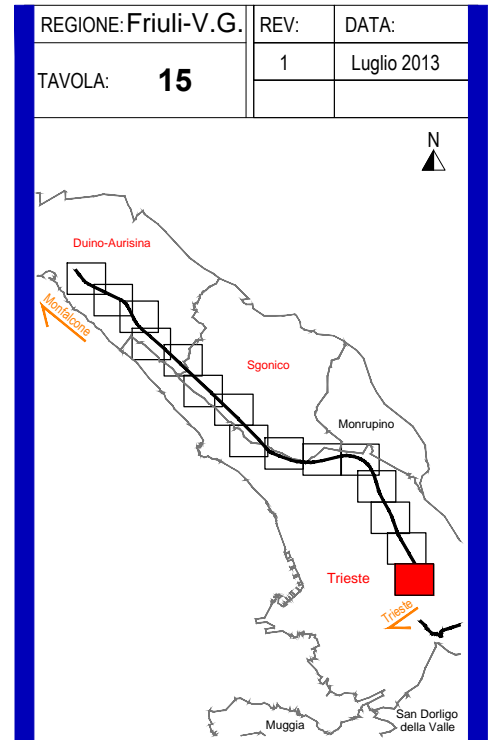 REGIONE: Friuli-V.G.
REV:
DATA:
TAVOLA: 15
1
Luglio 2013
N
Duino-Aurisina
Monfalcone
Sgonico
Monrupino
Trieste
Trieste
Muggia
San Dorligo
della Valle